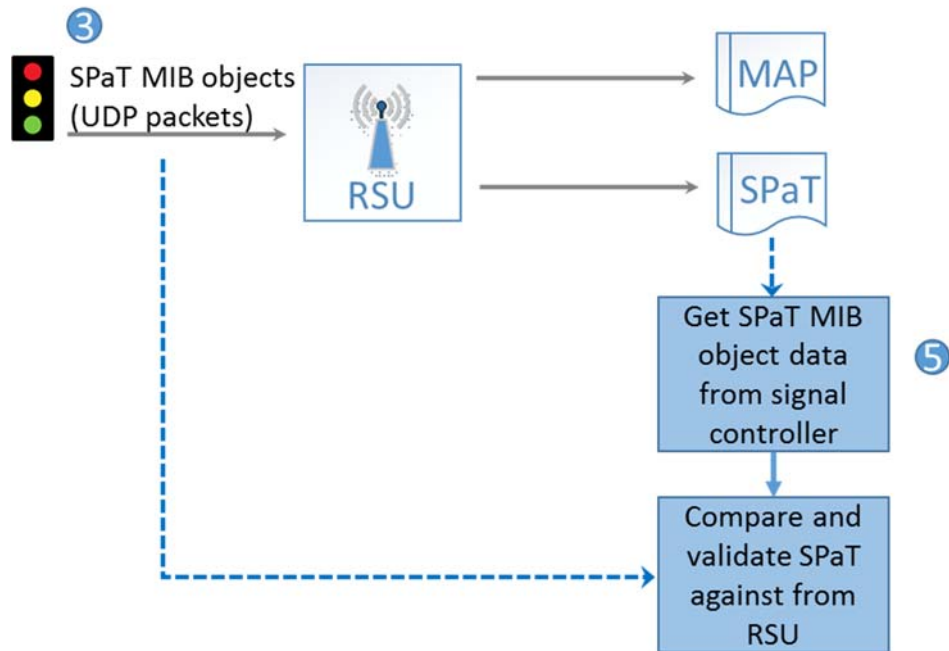 3
SPaT MIB objects
(UDP packets)
RSU
MAP
SPaT
Get SPaT MIB
object data
from signal
controller
5
Compare and
validate SPaT
against from
RSU